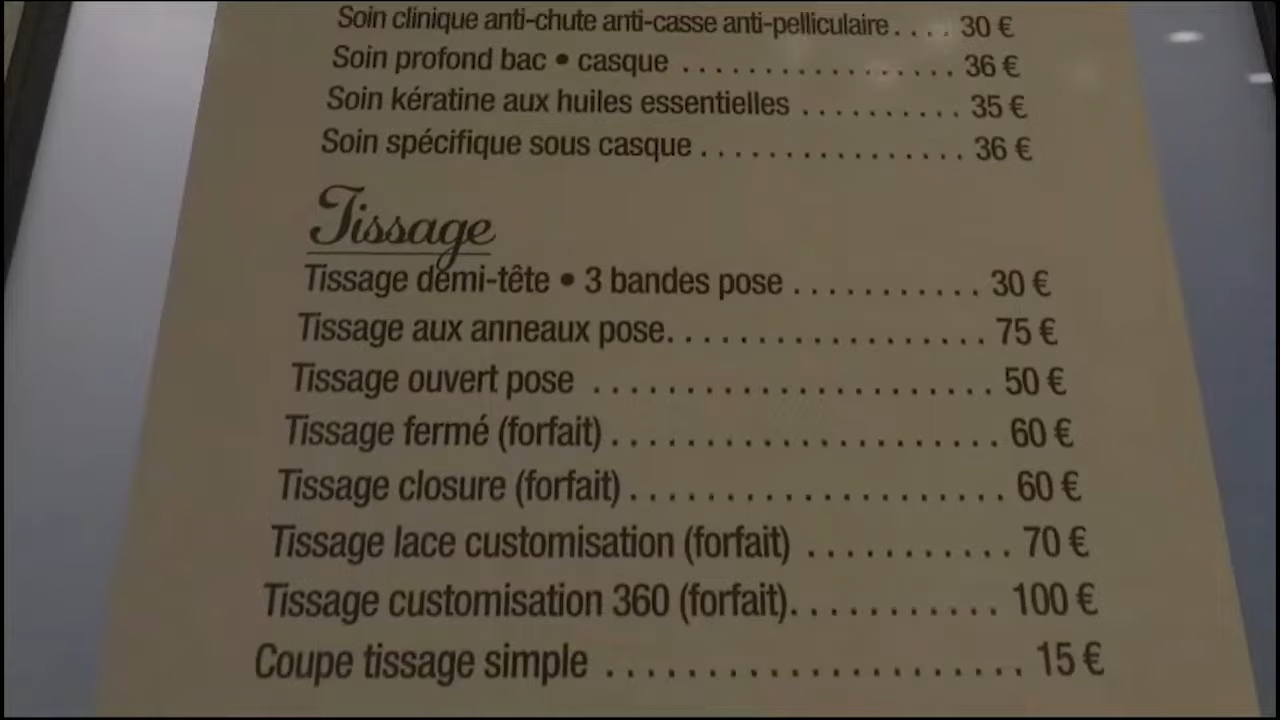 Soin clinique anti-chute anti-casse anti-pelliculaire.... 30 €
Soin profond bac • casque ................. 36 €
Soin kératine aux huiles essentielles .......... 35 €
Soin spécifique sous casque................ 36 €
Tissage
Tissage demi-tête • 3 bandes pose ........... 30 €
Tissage aux anneaux pose.................. 75 €
Tissage ouvert pose ................... 50 €
Tissage fermé (forfait)................... 60 €
Tissage closure (forfait).................. 60 €
Tissage lace customisation (forfait) .......... 70 €
Tissage customisation 360 (forfait)........... 100 €
Coupe tissage simple .................... 15 €